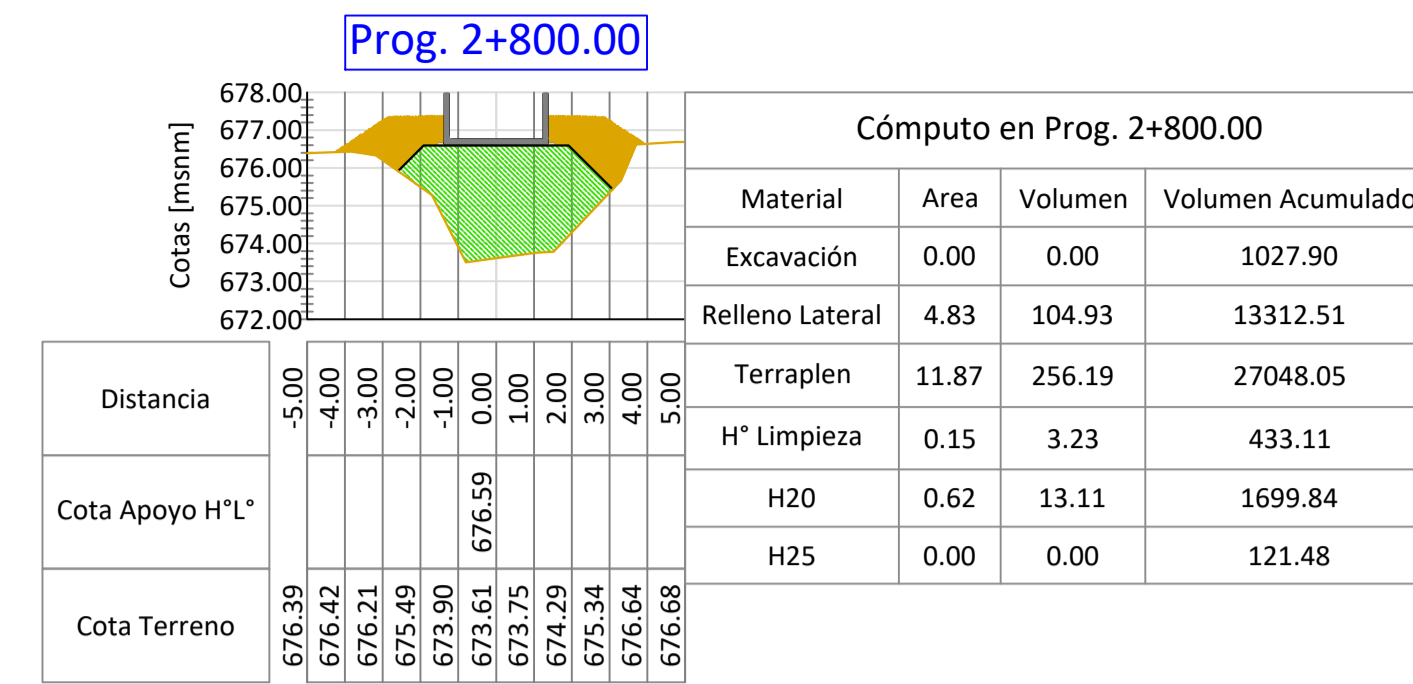 Prog. 2+800.00
Cotas [msnm]
678.00
677.00
676.00
675.00
674.00
673.00
672.00
Cómputo en Prog. 2+800.00
Material Area Volumen Volumen Acumulado
Excavación 0.00 0.00 1027.90
Relleno Lateral 4.83 104.93 13312.51
Terraplen 11.87 256.19 27048.05
H° Limpieza 0.15 3.23 433.11
H20 0.62 13.11 1699.84
H25 0.00 0.00 121.48
Distancia -5.00 -4.00 -3.00 -2.00 -1.00 0.00 1.00 2.00 3.00 4.00 5.00
Cota Apoyo H°L° 676.59
Cota Terreno 676.39 676.42 676.21 675.49 673.90 673.61 673.75 674.29 675.34 676.64 676.68